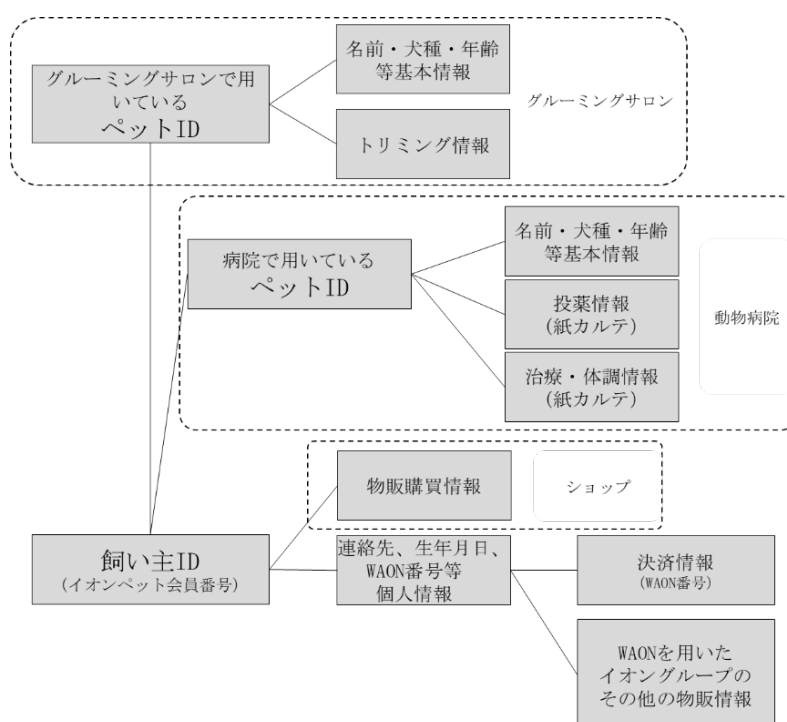 グルーミングサロンで用
いている
ペットID
名前・犬種・年齢
等基本情報
トリミング情報
グルーミングサロン
病院で用いている
ペットID
名前・犬種・年齢
等基本情報
投薬情報
(紙カルテ)
治療・体調情報
(紙カルテ)
動物病院
物販購買情報
ショップ
飼い主ID
(イオンペット会員番号)
連絡先、生年月日、
WAON番号等
個人情報
決済情報
(WAON番号)
WAONを用いた
イオングループの
その他の物販情報